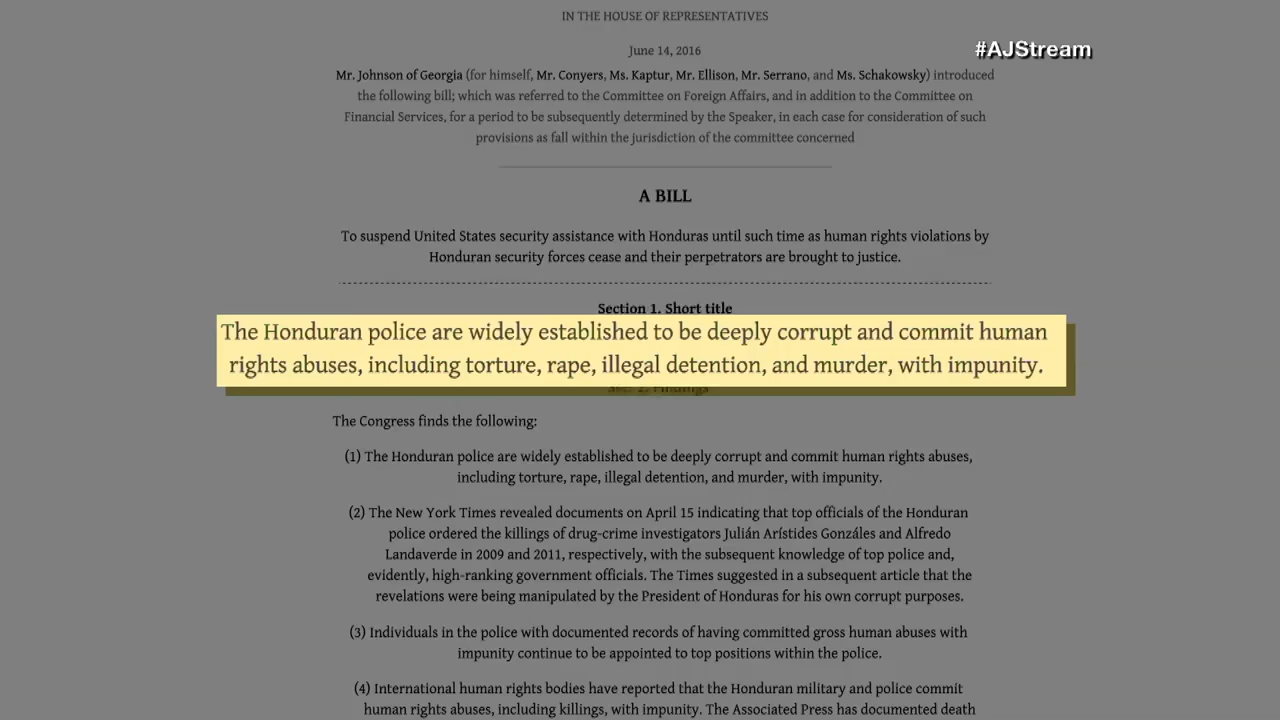 IN THE HOUSE OF REPRESENTATIVES
#AJStream
June 14, 2016
Mr. Johnson of Georgia (for himself, Mr. Conyers, Ms. Kaptur, Mr. Ellison, Mr. Serrano, and Ms. Schakowsky) introduced
the following bill; which was referred to the Committee on Foreign Affairs, and in addition to the Committee on
Financial Services, for a period to be subsequently determined by the Speaker, in each case for consideration of such
provisions as fall within the jurisdiction of the committee concerned
A BILL
To suspend United States security assistance with Honduras until such time as human rights violations by
Honduran security forces cease and their perpetrators are brought to justice.
Section 1. Short title
The Honduran police are widely established to be deeply corrupt and commit human
rights abuses, including torture, rape, illegal detention, and murder, with impunity.
Sec. 2. Findings
The Congress finds the following:
(1) The Honduran police are widely established to be deeply corrupt and commit human rights abuses,
including torture, rape, illegal detention, and murder, with impunity.
(2) The New York Times revealed documents on April 15 indicating that top officials of the Honduran
police ordered the killings of drug-crime investigators Julián Arístides Gonzáles and Alfredo
Landaverde in 2009 and 2011, respectively, with the subsequent knowledge of top police and,
evidently, high-ranking government officials. The Times suggested in a subsequent article that the
revelations were being manipulated by the President of Honduras for his own corrupt purposes.
(3) Individuals in the police with documented records of having committed gross human abuses with
impunity continue to be appointed to top positions within the police.
(4) International human rights bodies have reported that the Honduran military and police commit
human rights abuses, including killings, with impunity. The Associated Press has documented death